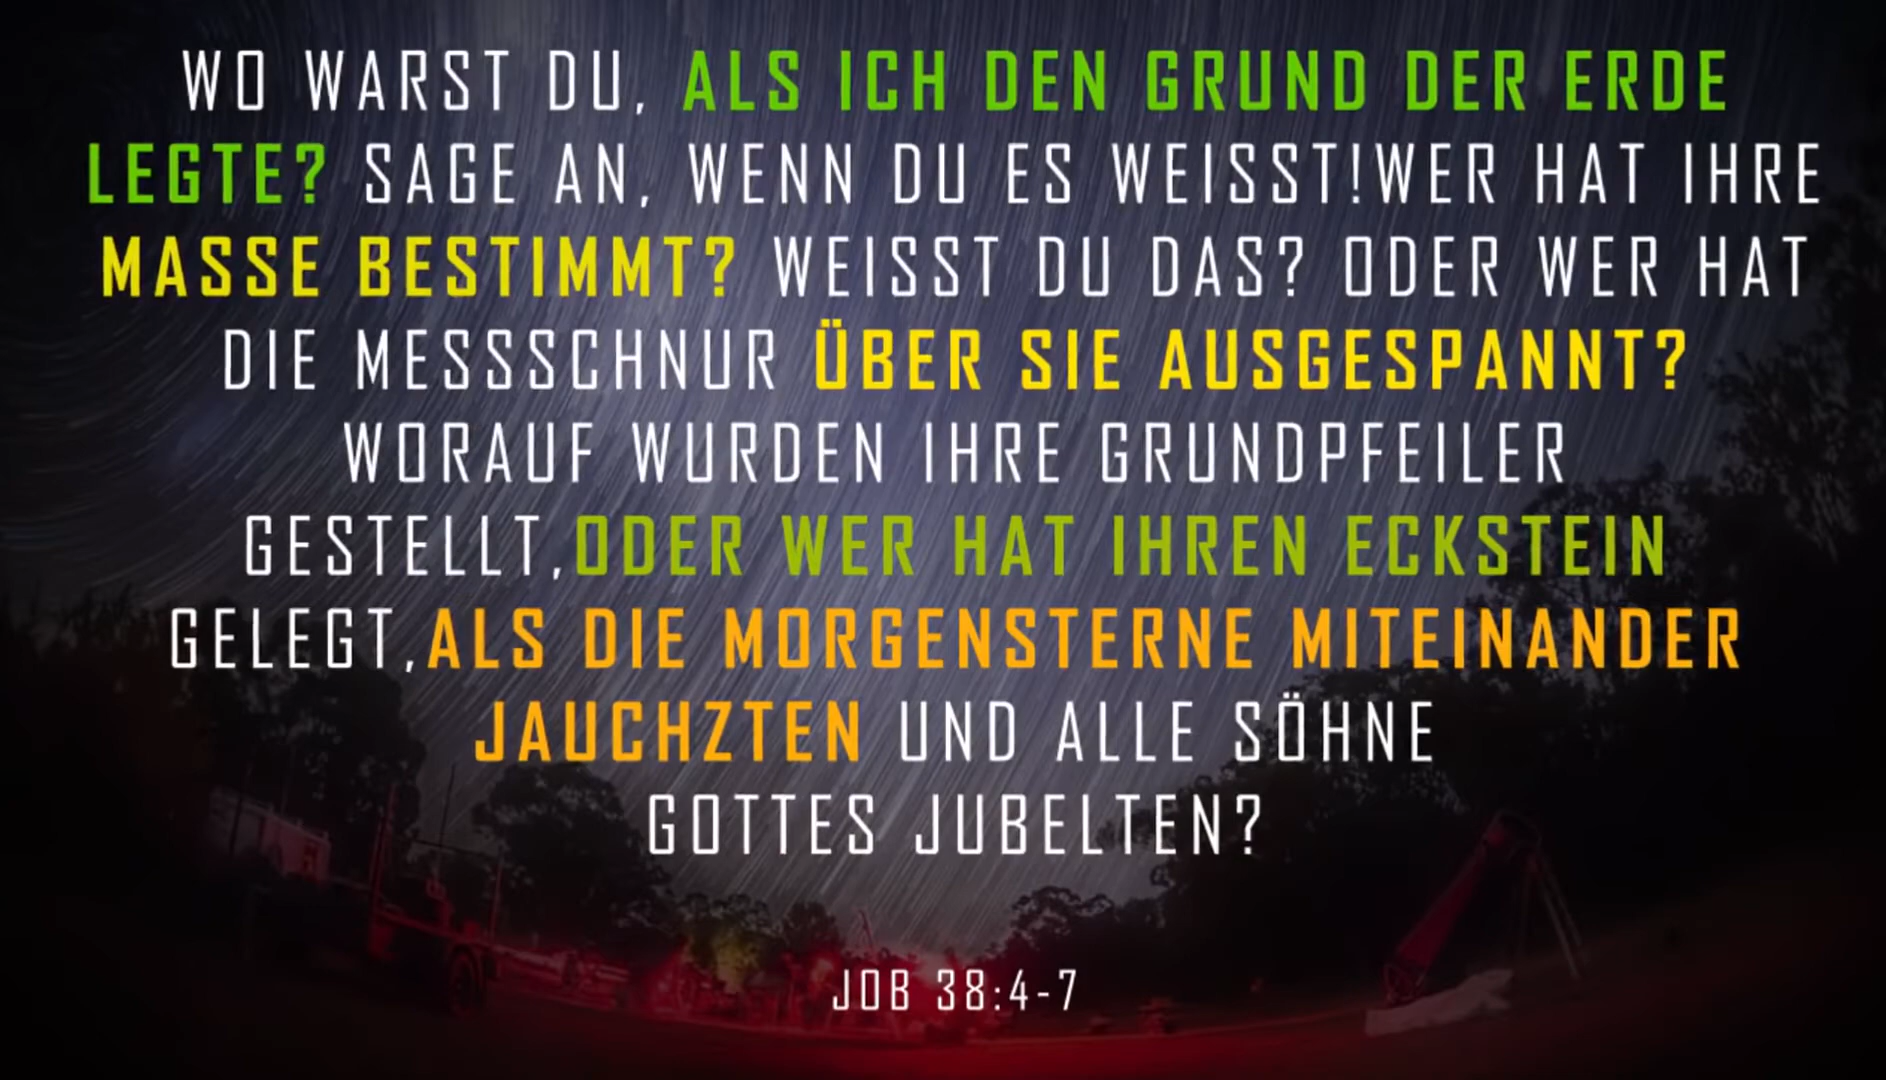 WO WARST DU, ALS ICH DEN GRUND DER ERDE
LEGTE? SAGE AN, WENN DU ES WEISST!WER HAT IHRE
MASSE BESTIMMT? WEISST DU DAS? ODER WER HAT
DIE MESSSCHNUR ÜBER SIE AUSGESPANNT?
WORAUF WURDEN IHRE GRUNDPFEILER
GESTELLT,ODER WER HAT IHREN ECKSTEIN
GELEGT,ALS DIE MORGENSTERNE MITEINANDER
JAUCHZTEN UND ALLE SÖHNE
GOTTES JUBELTEN?
JOB 38:4-7